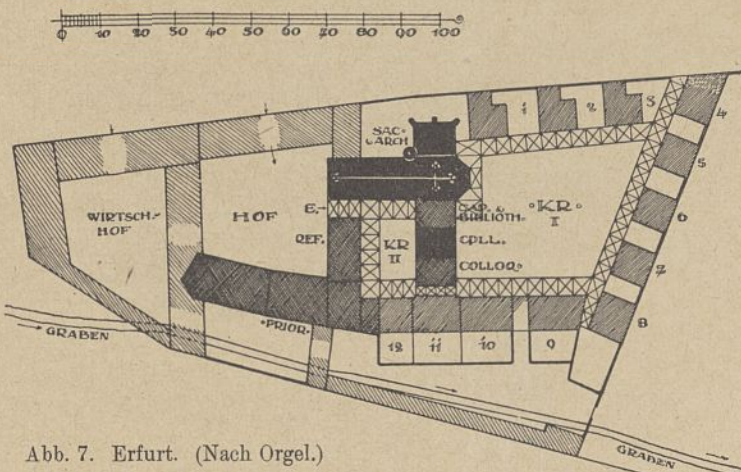 0 10 20 30 40 50 60 70 80 90 100
SAC-
ARCH
1 2 3
4
5
WIRTSCH.-
HOF
HOF
E.→
CAP. &
BIBLIOTH.
°KR°
I
6
REF.
KR
II
CPLL.
COLLOQ.
7
•PRIOR•
8
GRABEN
12 11 10 9
GRABEN
Abb. 7. Erfurt. (Nach Orgel.)